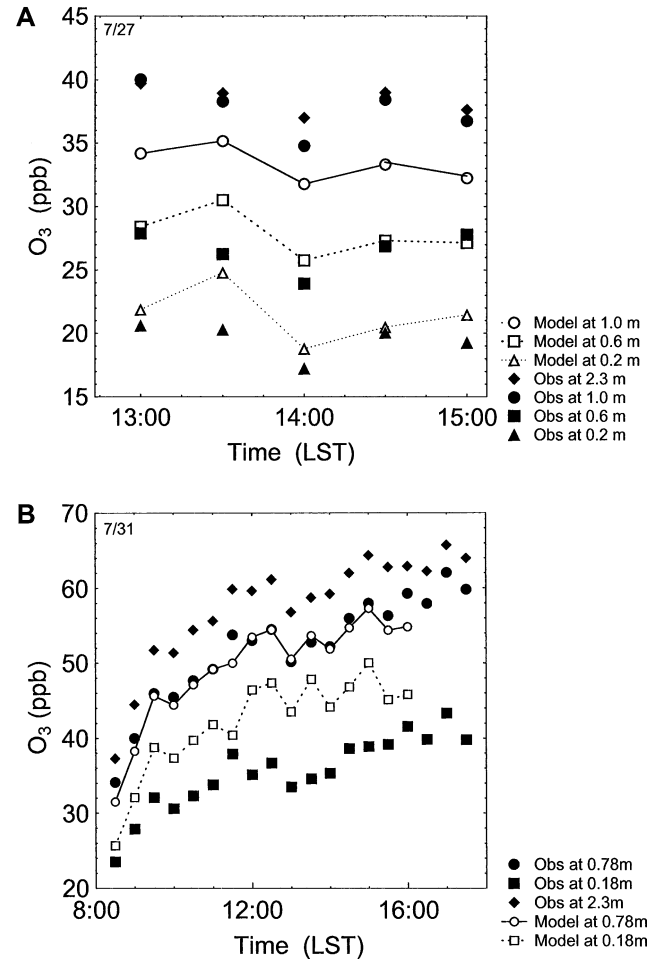 A
7/27
45
40
35
30
25
20
15
O3 (ppb)
13:00 14:00 15:00
Time (LST)
Model at 1.0 m
Model at 0.6 m
Model at 0.2 m
Obs at 2.3 m
Obs at 1.0 m
Obs at 0.6 m
Obs at 0.2 m
B
7/31
70
60
50
40
30
20
O3 (ppb)
8:00 12:00 16:00
Time (LST)
Obs at 0.78m
Obs at 0.18m
Obs at 2.3m
Model at 0.78m
Model at 0.18m